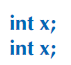 int x;
int x;